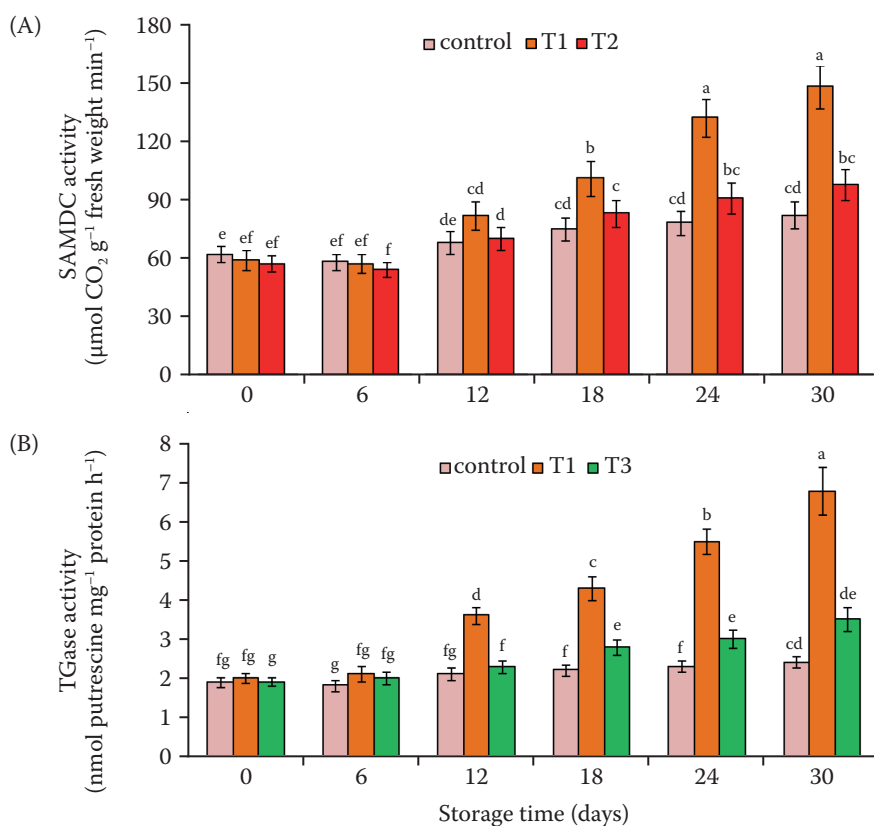 (A)
180
control T1 T2
150
120
90
60
30
0
SAMDC activity
(μmol CO₂ g⁻¹ fresh weight min⁻¹)
e ef ef
ef ef f
de cd d
cd b c
cd a bc
cd a bc
0 6 12 18 24 30
(B)
8
control T1 T3
7
6
5
4
3
2
1
0
TGase activity
(nmol putrescine mg⁻¹ protein h⁻¹)
fg fg g
g fg fg
fg d f
f c e
f b e
cd a de
0 6 12 18 24 30
Storage time (days)